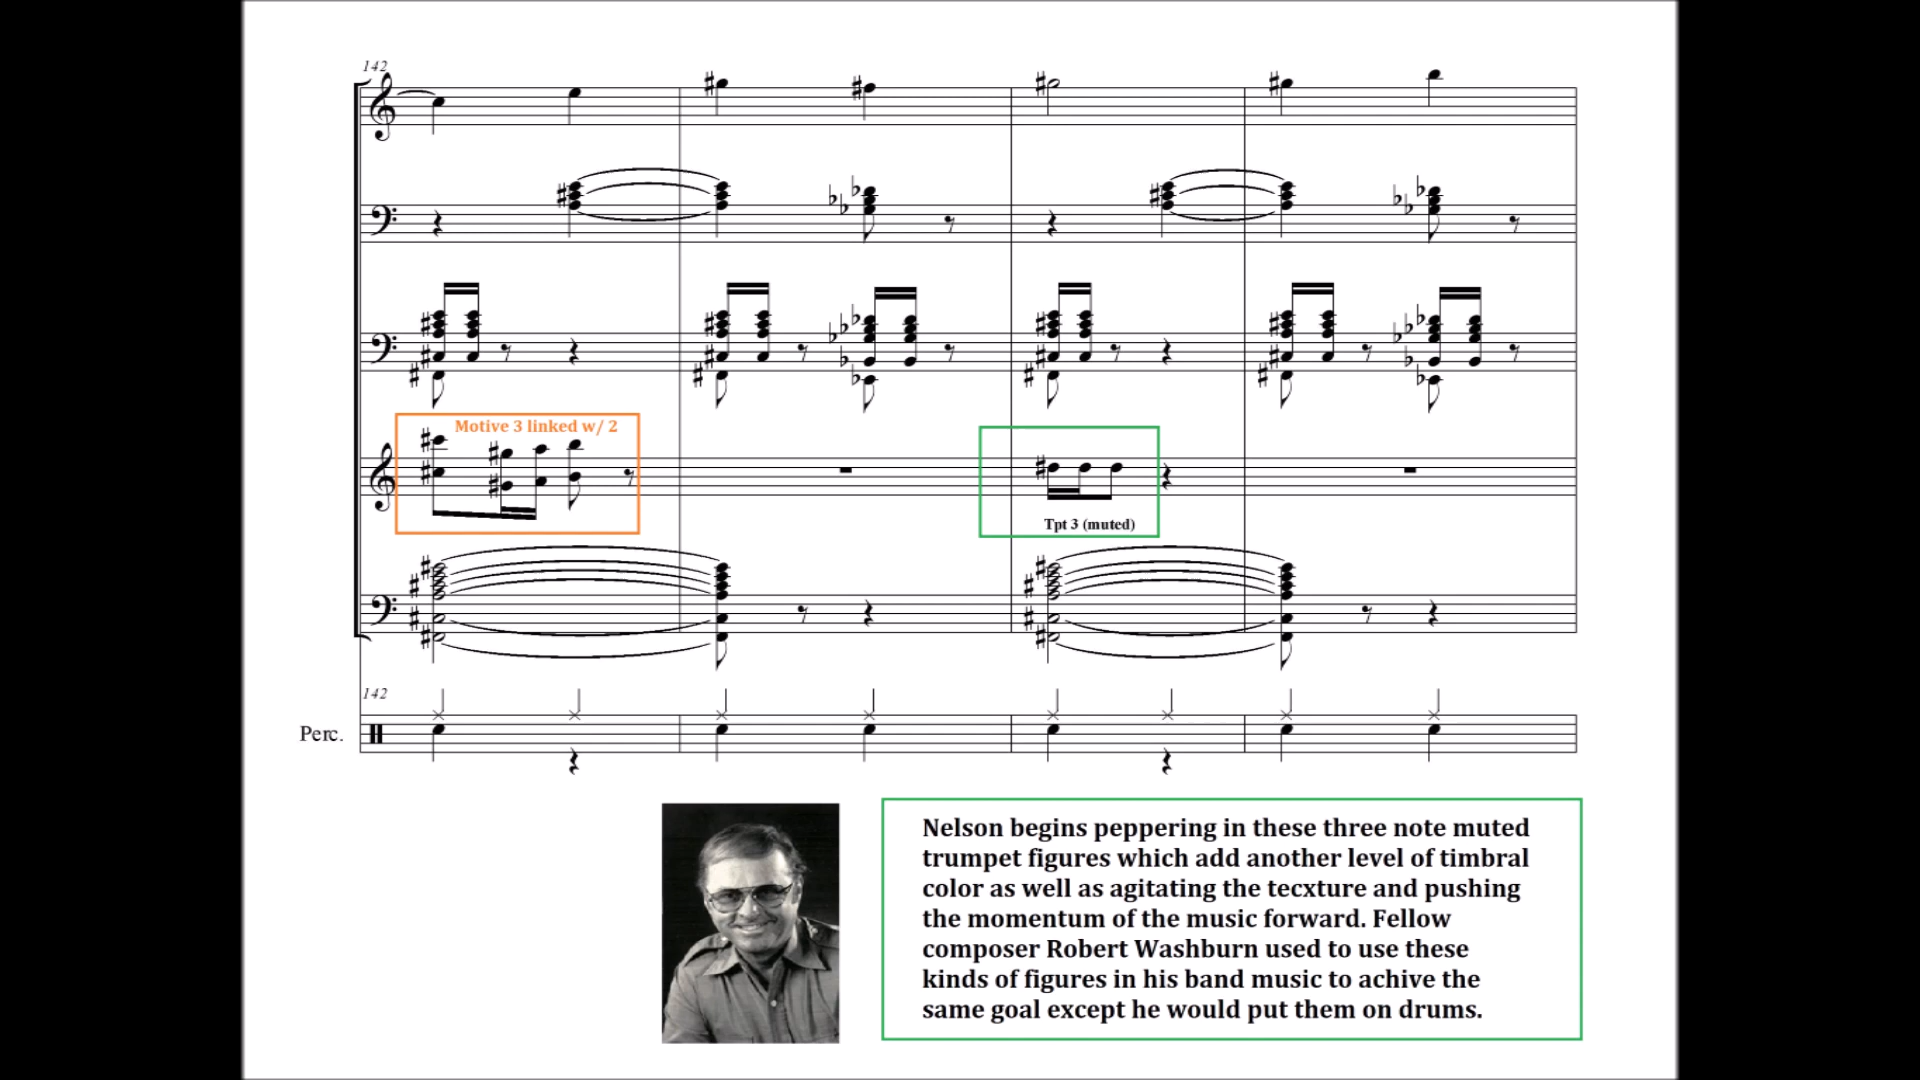 142
Motive 3 linked w/ 2
Tpt 3 (muted)
142
Perc.
Nelson begins peppering in these three note muted
trumpet figures which add another level of timbral
color as well as agitating the tecxture and pushing
the momentum of the music forward. Fellow
composer Robert Washburn used to use these
kinds of figures in his band music to achive the
same goal except he would put them on drums.